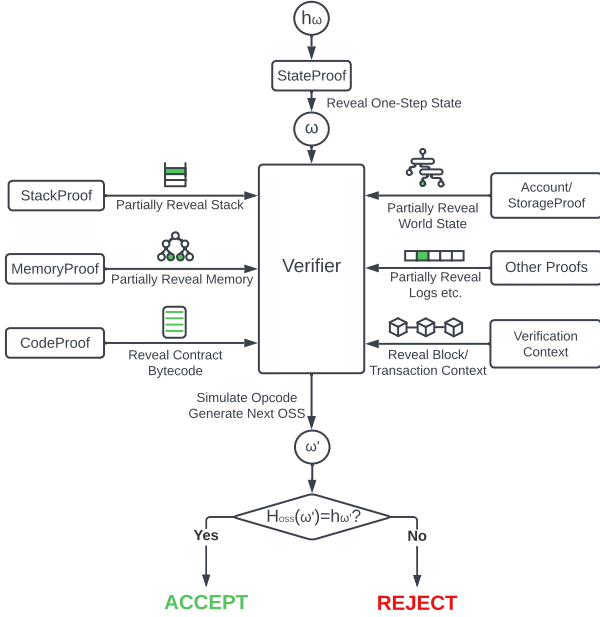 hω
StateProof
Reveal One-Step State
ω
StackProof
Partially Reveal Stack
MemoryProof
Partially Reveal Memory
CodeProof
Reveal Contract
Bytecode
Verifier
Account/
StorageProof
Partially Reveal
World State
Other Proofs
Partially Reveal
Logs etc.
Verification
Context
Reveal Block/
Transaction Context
Simulate Opcode
Generate Next OSS
ω'
Hoss(ω')=hω'?
Yes
No
ACCEPT
REJECT